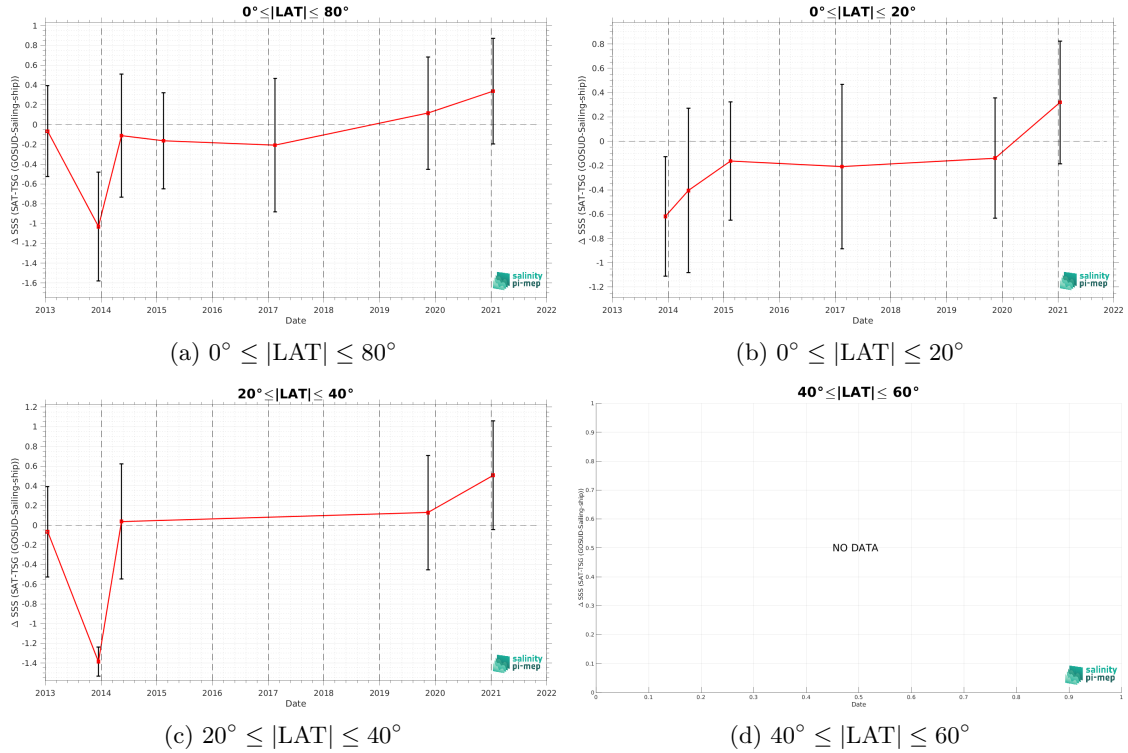 0°≤|LAT|≤ 80°
1
0.8
0.6
0.4
0.2
0
-0.2
-0.4
-0.6
-0.8
-1
-1.2
-1.4
-1.6
Δ SSS (SAT-TSG (GOSUD-Sailing-ship))
2013 2014 2015 2016 2017 2018 2019 2020 2021 2022
Date
salinity
pi-mep
(a) 0° ≤ |LAT| ≤ 80°
0°≤|LAT|≤ 20°
0.8
0.6
0.4
0.2
0
-0.2
-0.4
-0.6
-0.8
-1
-1.2
Δ SSS (SAT-TSG (GOSUD-Sailing-ship))
2013 2014 2015 2016 2017 2018 2019 2020 2021 2022
Date
salinity
pi-mep
(b) 0° ≤ |LAT| ≤ 20°
20°≤|LAT|≤ 40°
1.2
1
0.8
0.6
0.4
0.2
0
-0.2
-0.4
-0.6
-0.8
-1
-1.2
-1.4
Δ SSS (SAT-TSG (GOSUD-Sailing-ship))
2013 2014 2015 2016 2017 2018 2019 2020 2021 2022
Date
salinity
pi-mep
(c) 20° ≤ |LAT| ≤ 40°
40°≤|LAT|≤ 60°
1
0.9
0.8
0.7
0.6
0.5
0.4
0.3
0.2
0.1
0
Δ SSS (SAT-TSG (GOSUD-Sailing-ship))
NO DATA
0 0.1 0.2 0.3 0.4 0.5 0.6 0.7 0.8 0.9 1
Date
salinity
pi-mep
(d) 40° ≤ |LAT| ≤ 60°